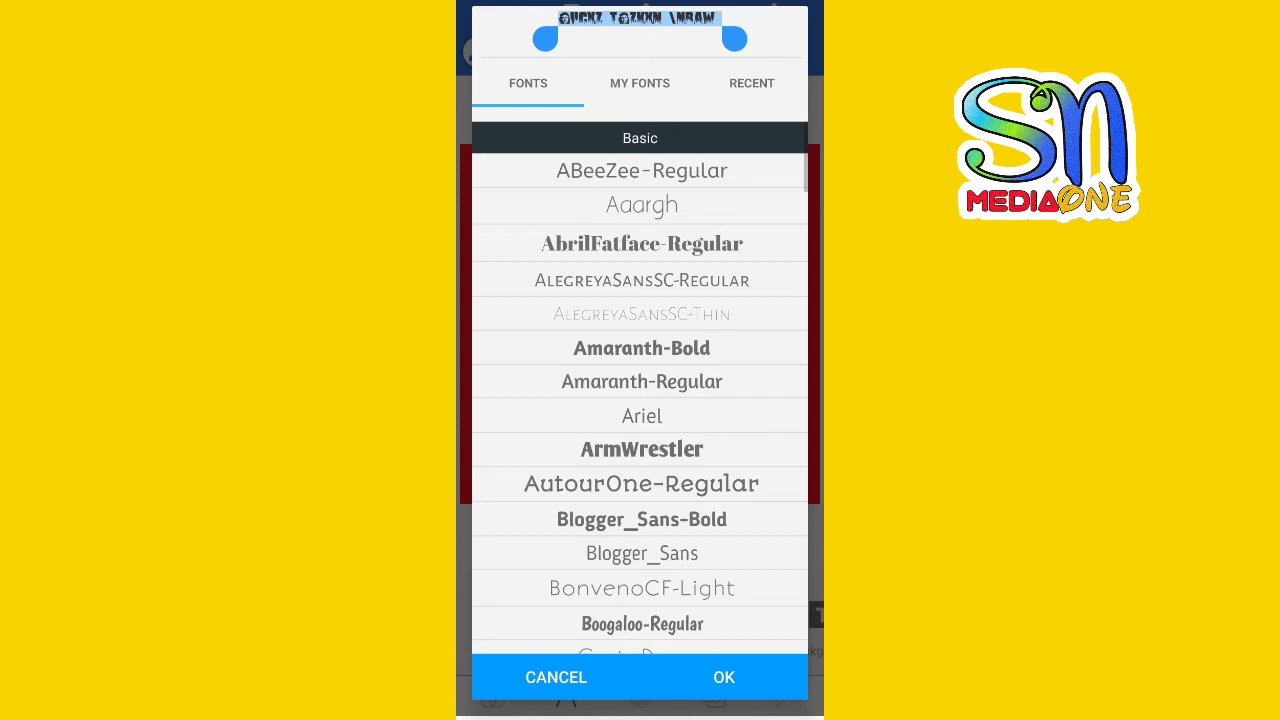 FONTS MY FONTS RECENT
Basic
ABeeZee-Regular
Aaargh
AbrilFatface-Regular
AlegreyaSansSC-Regular
AlegreyaSansSC-Thin
Amaranth-Bold
Amaranth-Regular
Ariel
ArmWrestler
AutourOne-Regular
Blogger_Sans-Bold
Blogger_Sans
BonvenoCF-Light
Boogaloo-Regular
CANCEL OK
SN
MEDIAONE